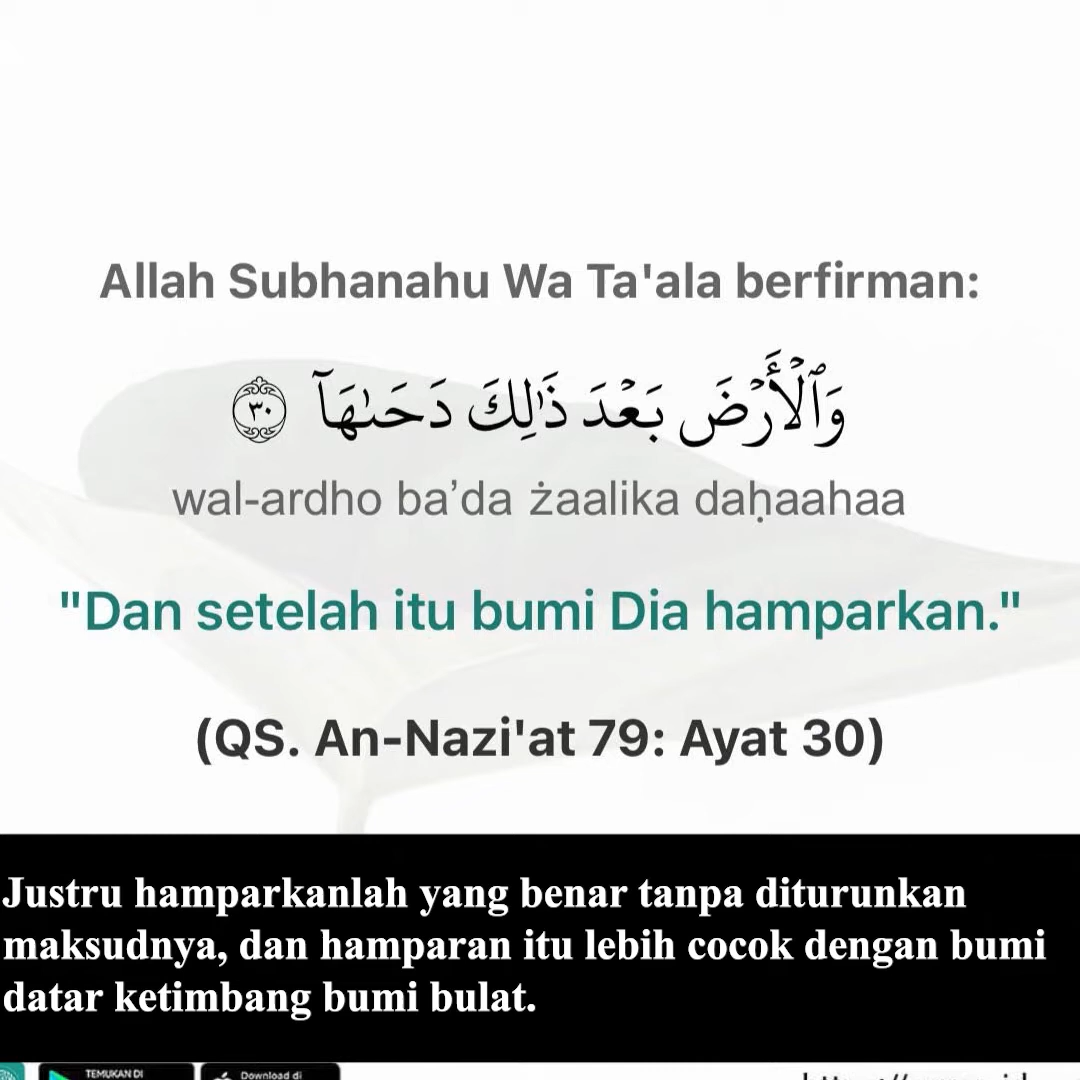 Allah Subhanahu Wa Ta'ala berfirman:
وَٱلْأَرْضَ بَعْدَ ذَٰلِكَ دَحَىٰهَآ ٣٠
wal-ardho ba’da żaalika daḥaahaa
"Dan setelah itu bumi Dia hamparkan."
(QS. An-Nazi'at 79: Ayat 30)
Justru hamparkanlah yang benar tanpa diturunkan
maksudnya, dan hamparan itu lebih cocok dengan bumi
datar ketimbang bumi bulat.
TEMUKAN DI
Download di